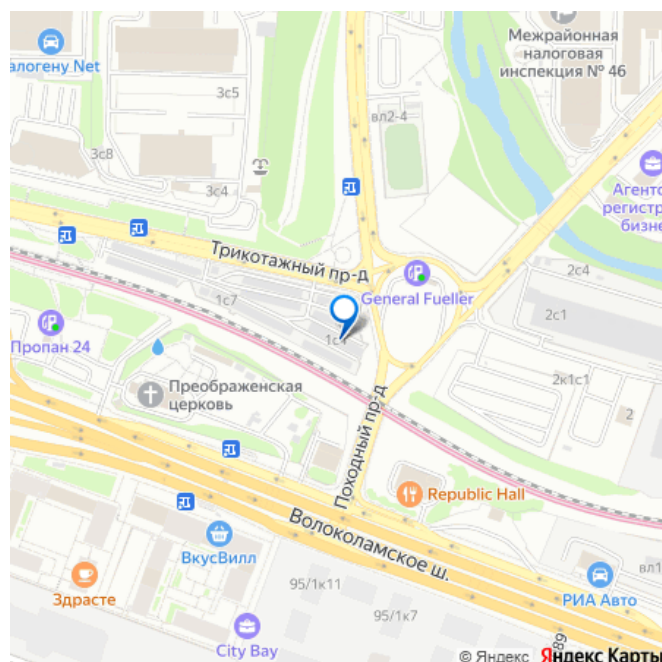 Межрайонная
налоговая
инспекция № 46
алогену Net
3с5
вл2-4
3с8
3с4
Агентс
регистр
бизне
Трикотажный пр-д
General Fueller
2с4
1с7
2с1
Пропан 24
2к1с1
Преображенская
церковь
2
Походный пр-д
Republic Hall
Волоколамское ш.
ВкусВилл
95/1к11
вл1
Здрасте
РИА Авто
95/1к7
City Bay
89
© Яндекс Яндекс Карты